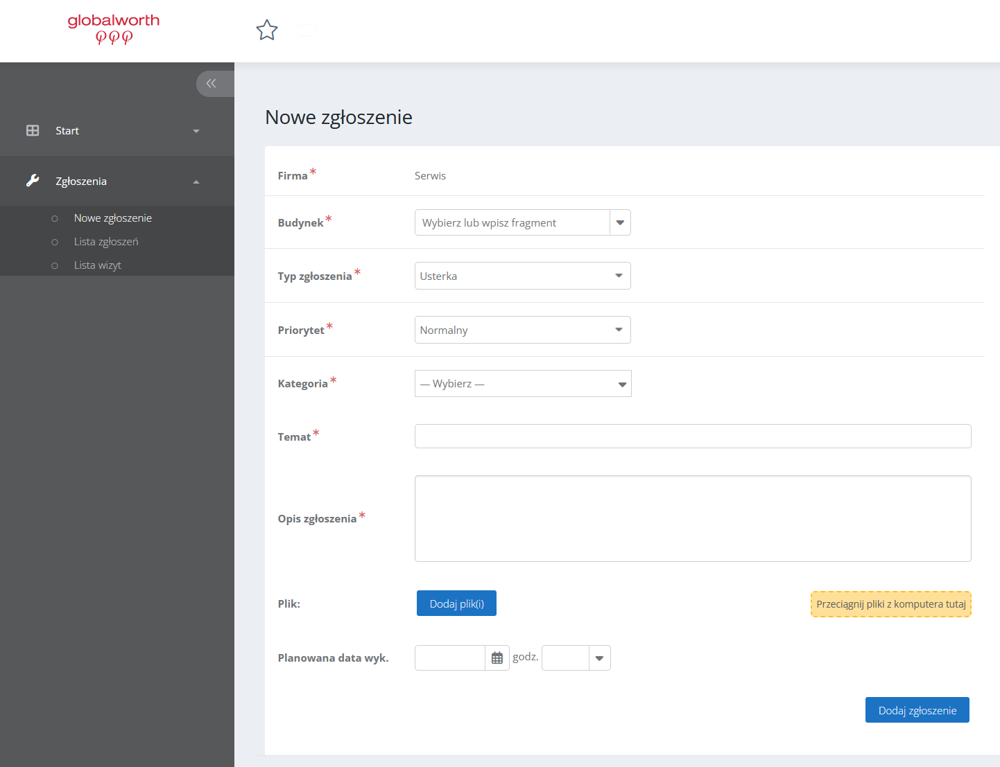 globalworth
Start
Zgłoszenia
Nowe zgłoszenie
Lista zgłoszeń
Lista wizyt
Nowe zgłoszenie
Firma* Serwis
Budynek* Wybierz lub wpisz fragment
Typ zgłoszenia* Usterka
Priorytet* Normalny
Kategoria* — Wybierz —
Temat*
Opis zgłoszenia*
Plik: Dodaj plik(i) Przeciągnij pliki z komputera tutaj
Planowana data wyk. godz.
Dodaj zgłoszenie